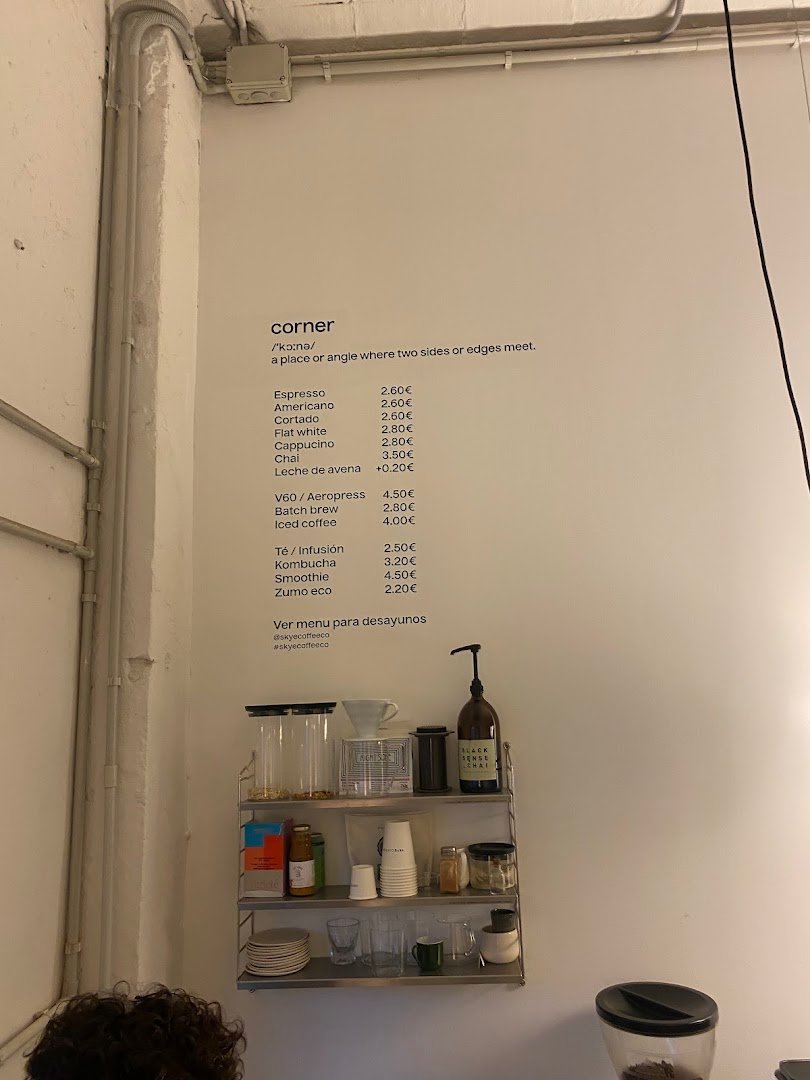 corner
/'kɔːnə/
a place or angle where two sides or edges meet.
Espresso 2.60€
Americano 2.60€
Cortado 2.60€
Flat white 2.80€
Cappucino 2.80€
Chai 3.50€
Leche de avena +0.20€
V60 / Aeropress 4.50€
Batch brew 2.80€
Iced coffee 4.00€
Té / Infusión 2.50€
Kombucha 3.20€
Smoothie 4.50€
Zumo eco 2.20€
Ver menu para desayunos
@skyecoffeeco
#skyecoffeeco
BLACK
SENSE
CHAI